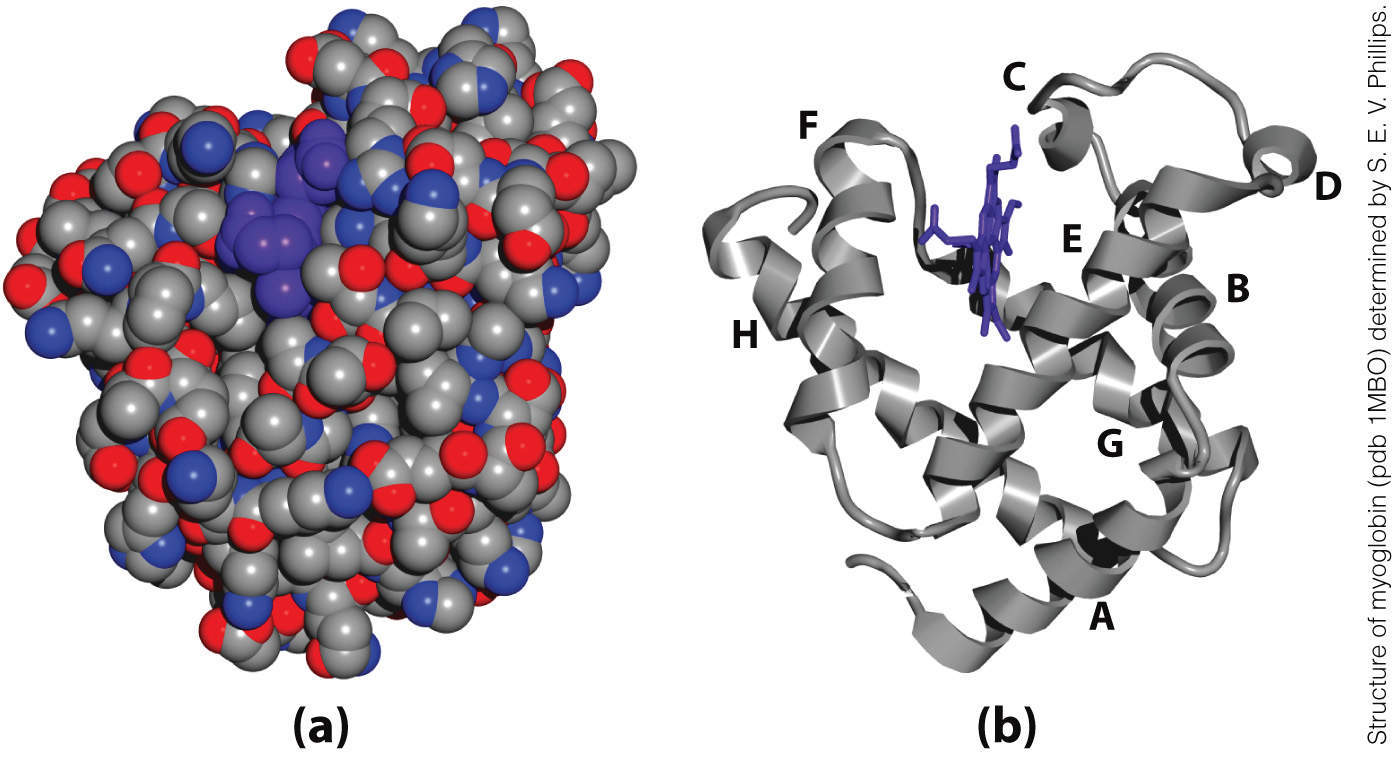 C
F
D
E
B
H
G
A
(a)
(b)
Structure of myoglobin (pdb 1MBO) determined by S. E. V. Phillips.